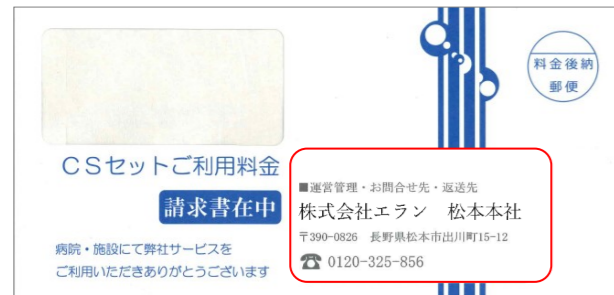 料金後納
郵便
CSセットご利用料金
請求書在中
病院・施設にて弊社サービスを
ご利用いただきありがとうございます
■運営管理・お問合せ先・返送先
株式会社エラン 松本本社
〒390-0826 長野県松本市出川町15-12
☎ 0120-325-856